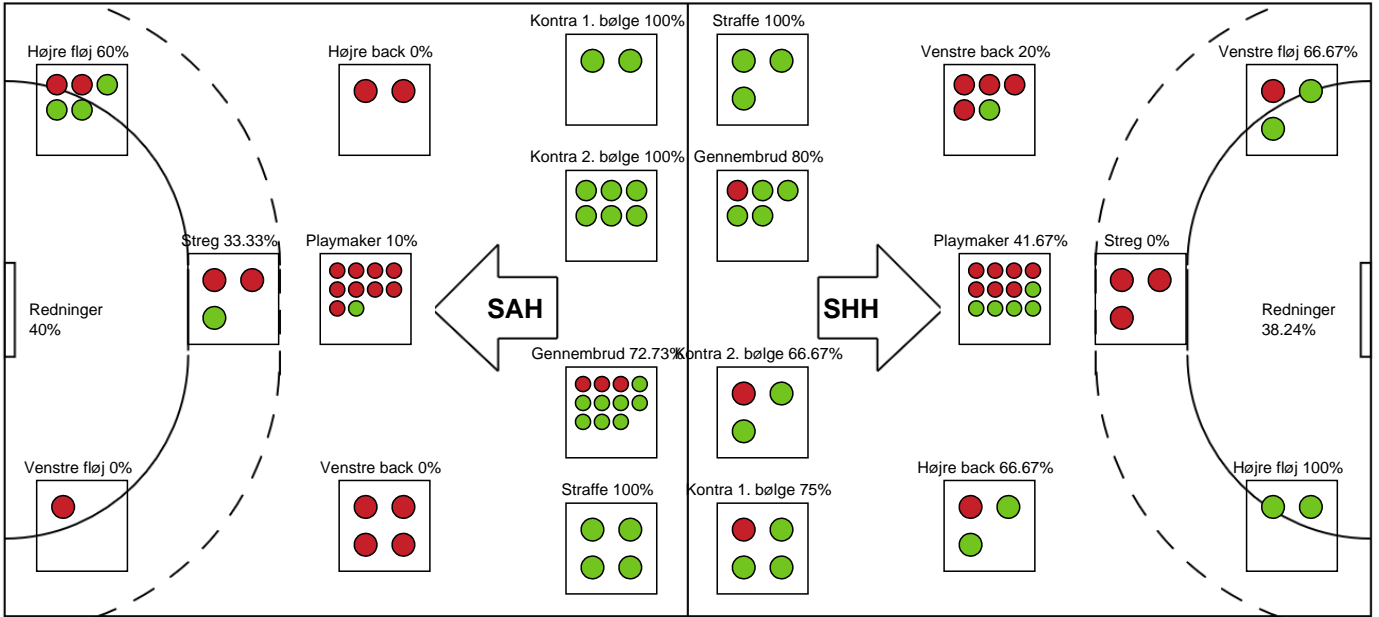 Kontra 1. bølge 100%
Straffe 100%
Højre fløj 60%
Højre back 0%
Venstre back 20%
Venstre fløj 66.67%
Kontra 2. bølge 100%
Gennembrud 80%
Streg 33.33%
Playmaker 10%
Playmaker 41.67%
Streg 0%
Redninger
40%
SAH
SHH
Redninger
38.24%
Gennembrud 72.73%
Kontra 2. bølge 66.67%
Venstre fløj 0%
Venstre back 0%
Straffe 100%
Kontra 1. bølge 75%
Højre back 66.67%
Højre fløj 100%